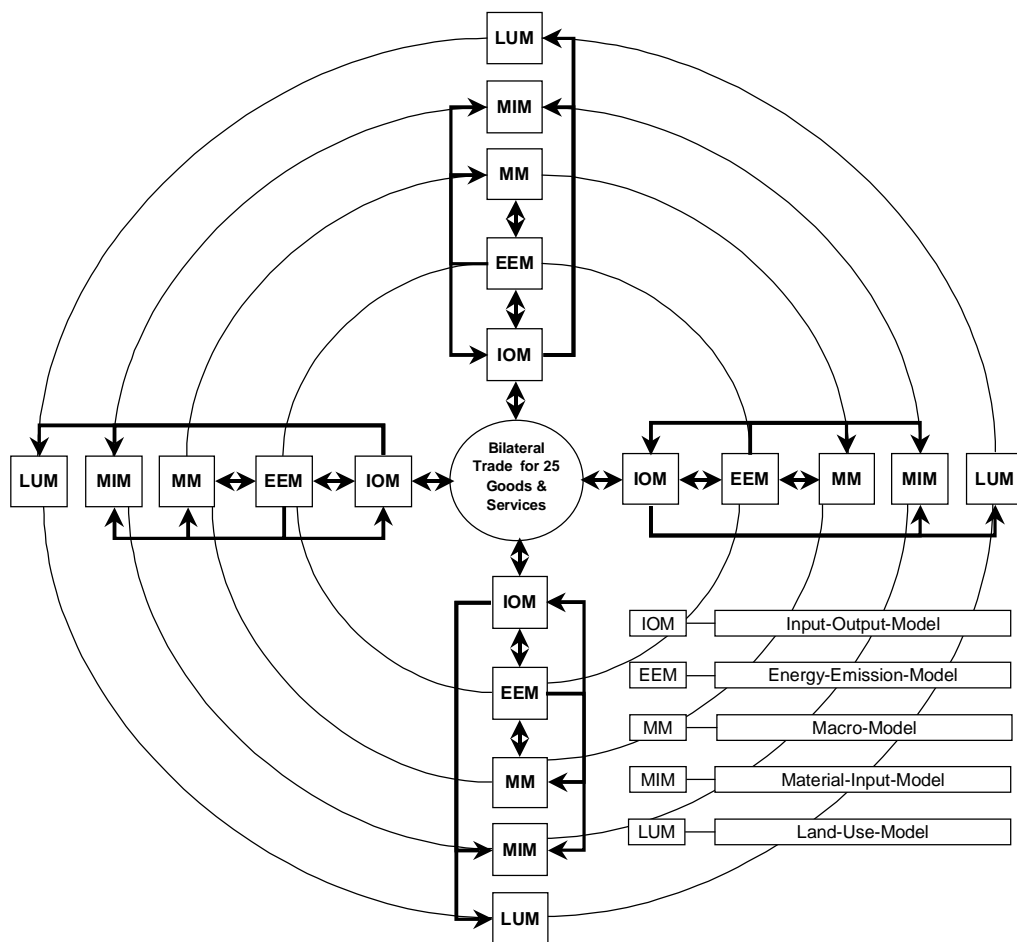 LUM
MIM
MM
EEM
IOM
LUM MIM MM EEM IOM
Bilateral
Trade for 25
Goods &
Services
IOM EEM MM MIM LUM
IOM
EEM
MM
MIM
LUM
IOM Input-Output-Model
EEM Energy-Emission-Model
MM Macro-Model
MIM Material-Input-Model
LUM Land-Use-Model